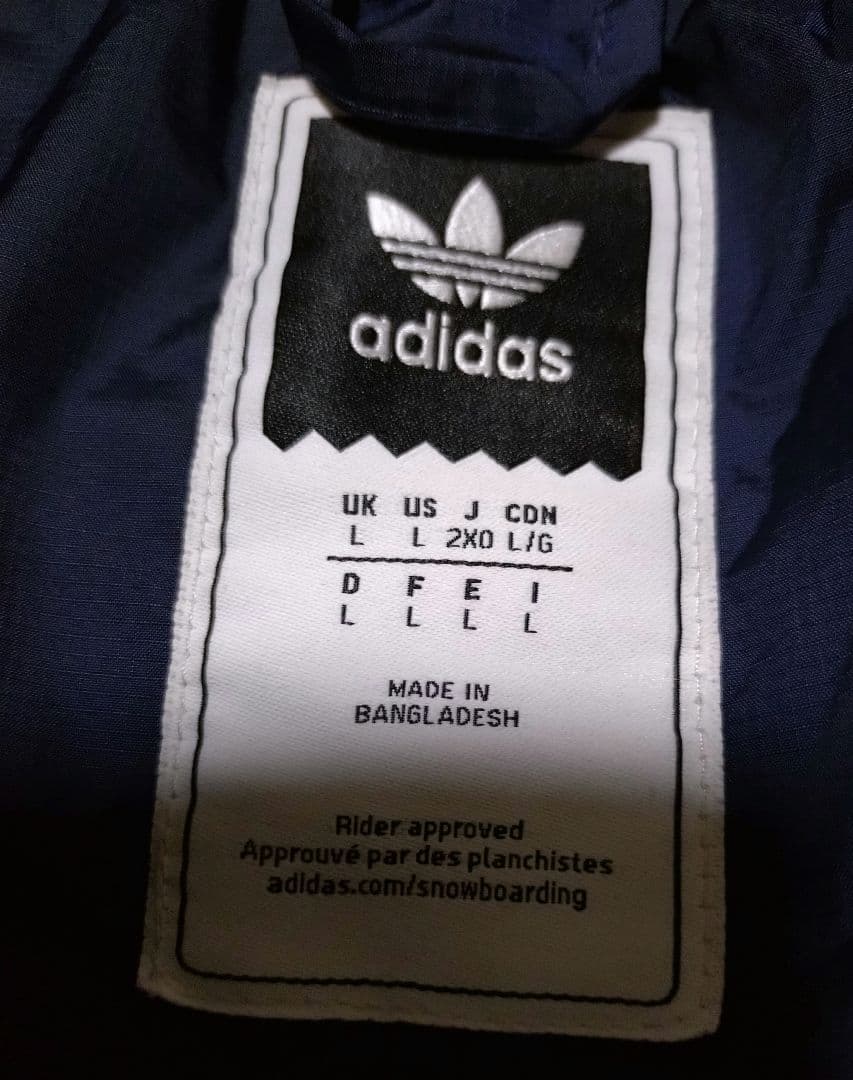 adidas
UK US J CDN
L L 2XO L/G
D F E I
L L L L
MADE IN
BANGLADESH
Rider approved
Approuvé par des planchistes
adidas.com/snowboarding